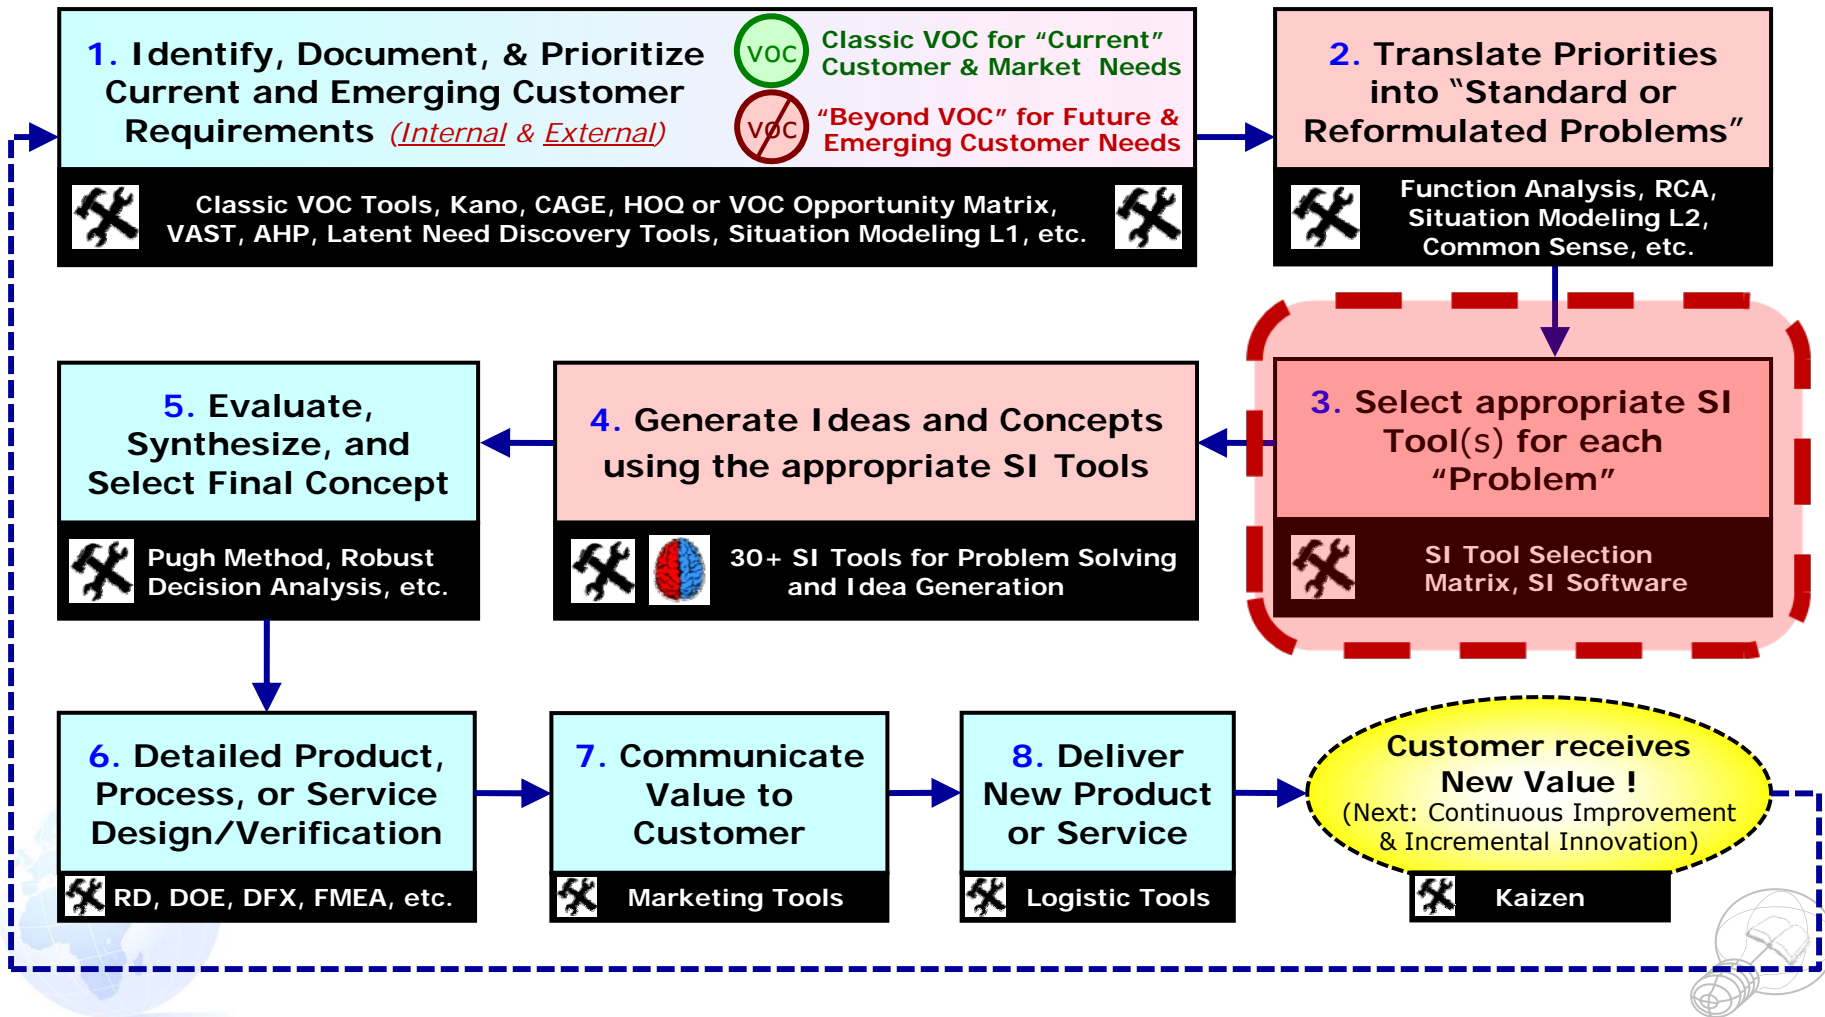 1. Identify, Document, & Prioritize
Current and Emerging Customer
Requirements (Internal & External)
VOC
Classic VOC for “Current”
Customer & Market Needs
VOC
“Beyond VOC” for Future &
Emerging Customer Needs
Classic VOC Tools, Kano, CAGE, HOQ or VOC Opportunity Matrix,
VAST, AHP, Latent Need Discovery Tools, Situation Modeling L1, etc.
2. Translate Priorities
into “Standard or
Reformulated Problems”
Function Analysis, RCA,
Situation Modeling L2,
Common Sense, etc.
3. Select appropriate SI
Tool(s) for each
“Problem”
SI Tool Selection
Matrix, SI Software
4. Generate Ideas and Concepts
using the appropriate SI Tools
30+ SI Tools for Problem Solving
and Idea Generation
5. Evaluate,
Synthesize, and
Select Final Concept
Pugh Method, Robust
Decision Analysis, etc.
6. Detailed Product,
Process, or Service
Design/Verification
RD, DOE, DFX, FMEA, etc.
7. Communicate
Value to
Customer
Marketing Tools
8. Deliver
New Product
or Service
Logistic Tools
Customer receives
New Value !
(Next: Continuous Improvement
& Incremental Innovation)
Kaizen